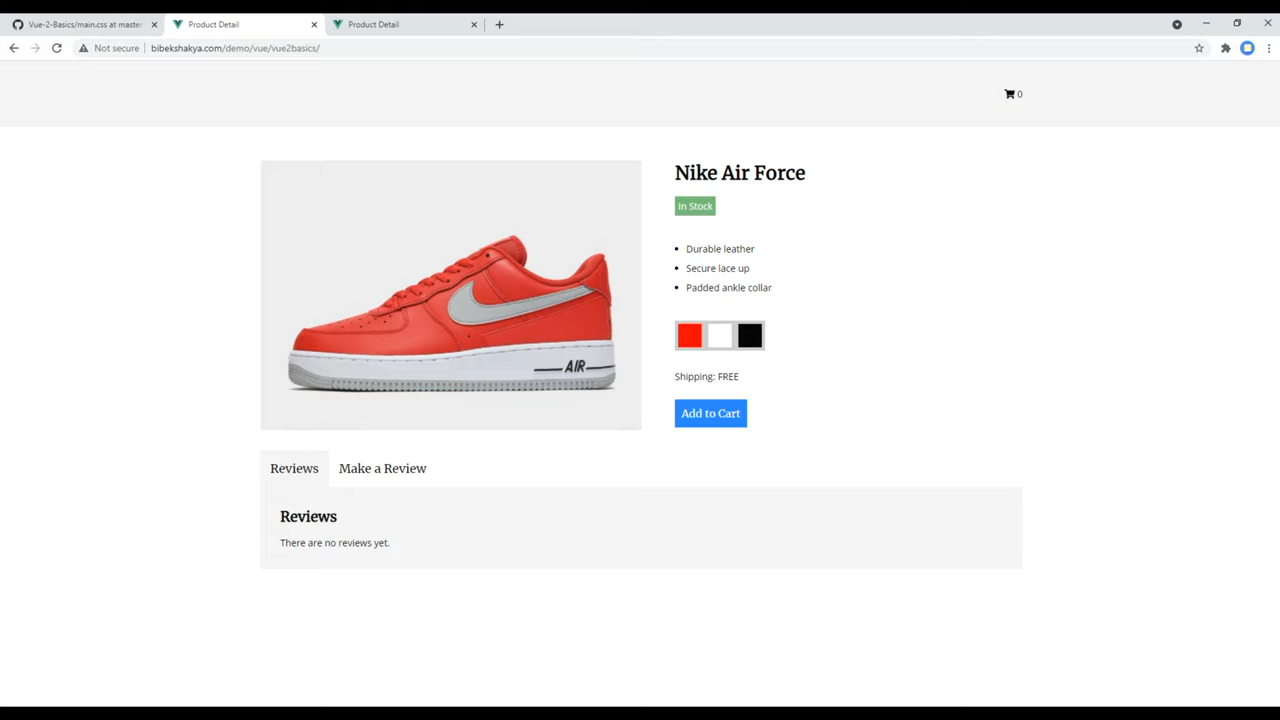 Vue-2-Basics/main.css at master
Product Detail
Product Detail
Not secure
bibekshakya.com/demo/vue/vue2basics/
0
Nike Air Force
In Stock
Durable leather
Secure lace up
Padded ankle collar
AIR
Shipping: FREE
Add to Cart
Reviews
Make a Review
Reviews
There are no reviews yet.